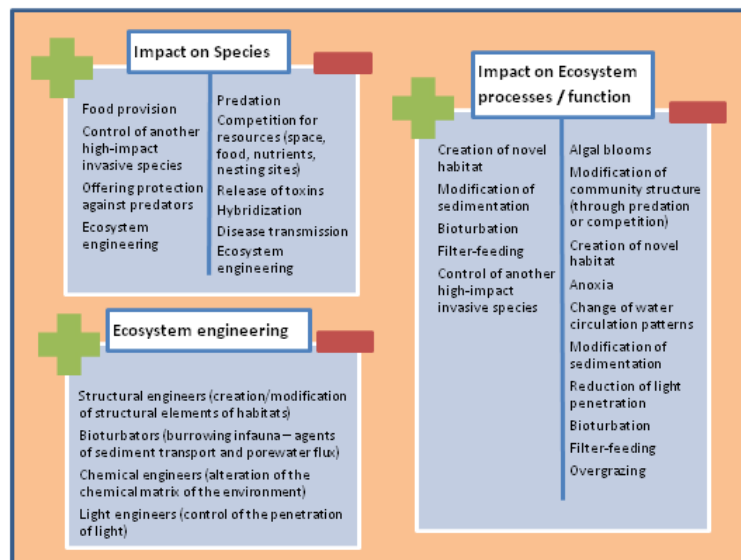 Impact on Species
Food provision
Control of another
high-impact
invasive species
Offering protection
against predators
Ecosystem
engineering
Predation
Competition for
resources (space,
food, nutrients,
nesting sites)
Release of toxins
Hybridization
Disease transmission
Ecosystem
engineering
Ecosystem engineering
Structural engineers (creation/modification
of structural elements of habitats)
Bioturbators (burrowing infauna – agents
of sediment transport and porewater flux)
Chemical engineers (alteration of the
chemical matrix of the environment)
Light engineers (control of the penetration
of light)
Impact on Ecosystem
processes / function
Creation of novel
habitat
Modification of
sedimentation
Bioturbation
Filter-feeding
Control of another
high-impact
invasive species
Algal blooms
Modification of
community structure
(through predation
or competition)
Creation of novel
habitat
Anoxia
Change of water
circulation patterns
Modification of
sedimentation
Reduction of light
penetration
Bioturbation
Filter-feeding
Overgrazing